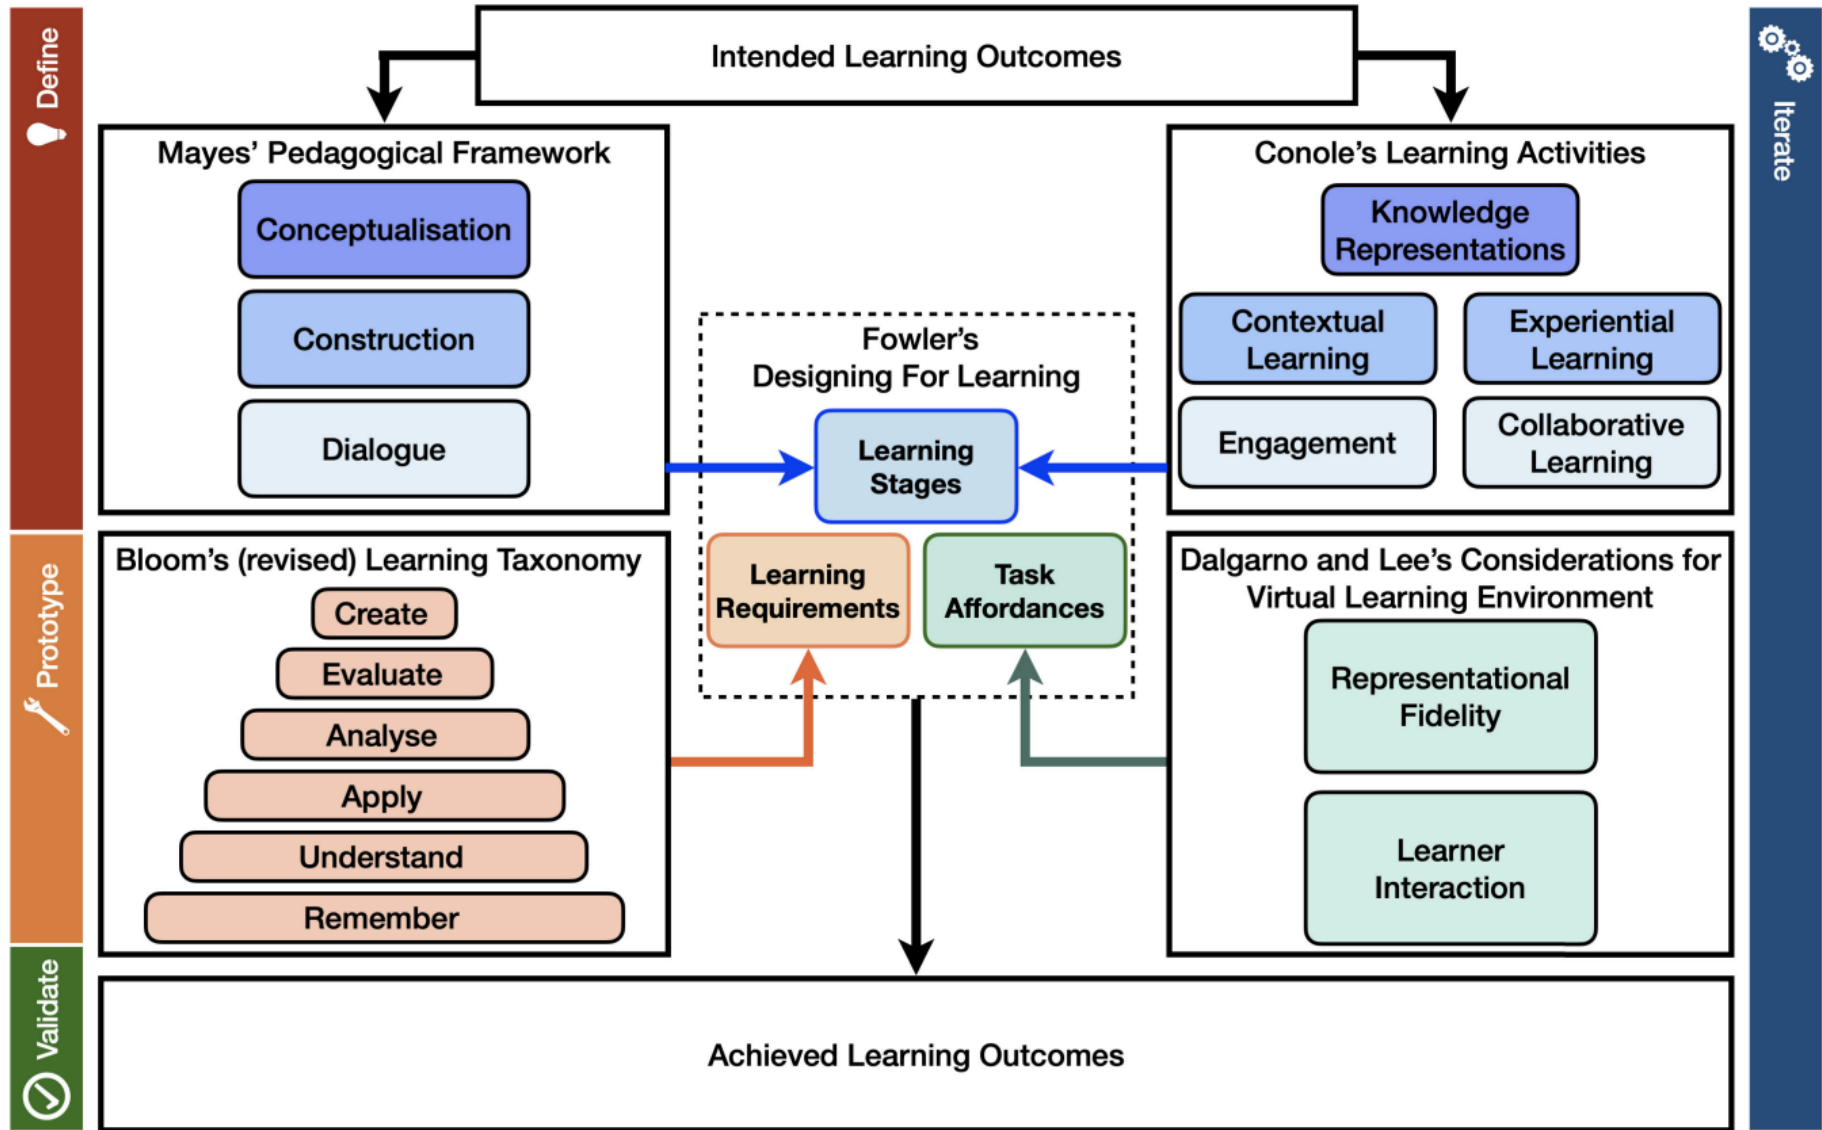 Define
Intended Learning Outcomes
Iterate
Mayes’ Pedagogical Framework
Conceptualisation
Construction
Dialogue
Conole’s Learning Activities
Knowledge
Representations
Contextual
Learning
Experiential
Learning
Engagement
Collaborative
Learning
Fowler’s
Designing For Learning
Learning
Stages
Learning
Requirements
Task
Affordances
Prototype
Bloom’s (revised) Learning Taxonomy
Create
Evaluate
Analyse
Apply
Understand
Remember
Dalgarno and Lee’s Considerations for
Virtual Learning Environment
Representational
Fidelity
Learner
Interaction
Validate
Achieved Learning Outcomes